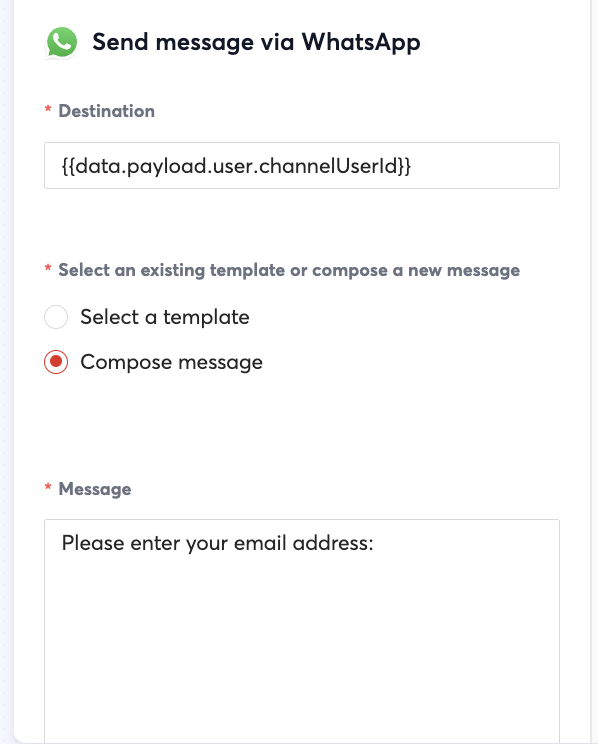 Send message via WhatsApp
* Destination
{{data.payload.user.channelUserId}}
* Select an existing template or compose a new message
Select a template
Compose message
* Message
Please enter your email address: